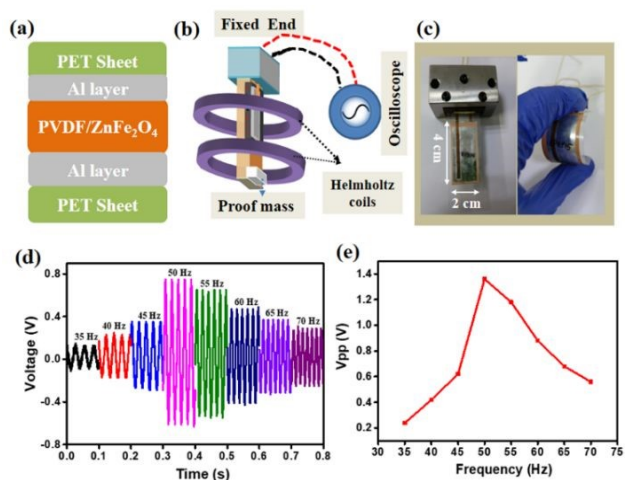 (a)
PET Sheet
Al layer
PVDF/ZnFe₂O₄
Al layer
PET Sheet
(b)
Fixed End
Oscilloscope
Helmholtz
coils
Proof mass
(c)
4 cm
2 cm
(d)
Voltage (V)
0.8
0.4
0.0
-0.4
-0.8
35 Hz
40 Hz
45 Hz
50 Hz
55 Hz
60 Hz
65 Hz
70 Hz
0.0 0.1 0.2 0.3 0.4 0.5 0.6 0.7 0.8
Time (s)
(e)
Vpp (V)
1.4
1.2
1.0
0.8
0.6
0.4
0.2
30 35 40 45 50 55 60 65 70 75
Frequency (Hz)